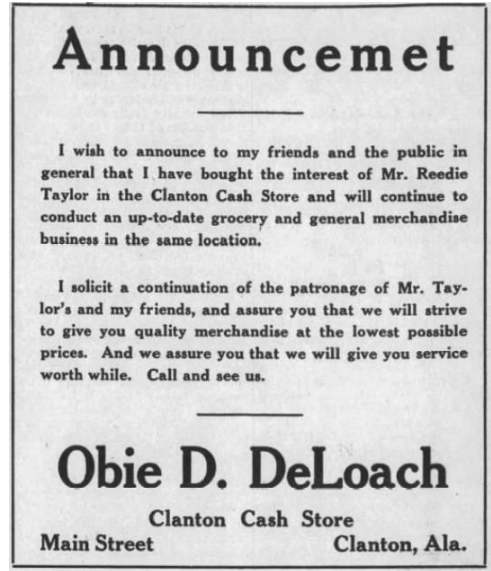 Announcemet
I wish to announce to my friends and the public in
general that I have bought the interest of Mr. Reedie
Taylor in the Clanton Cash Store and will continue to
conduct an up-to-date grocery and general merchandise
business in the same location.
I solicit a continuation of the patronage of Mr. Tay-
lor's and my friends, and assure you that we will strive
to give you quality merchandise at the lowest possible
prices. And we assure you that we will give you service
worth while. Call and see us.
Obie D. DeLoach
Clanton Cash Store
Main Street Clanton, Ala.